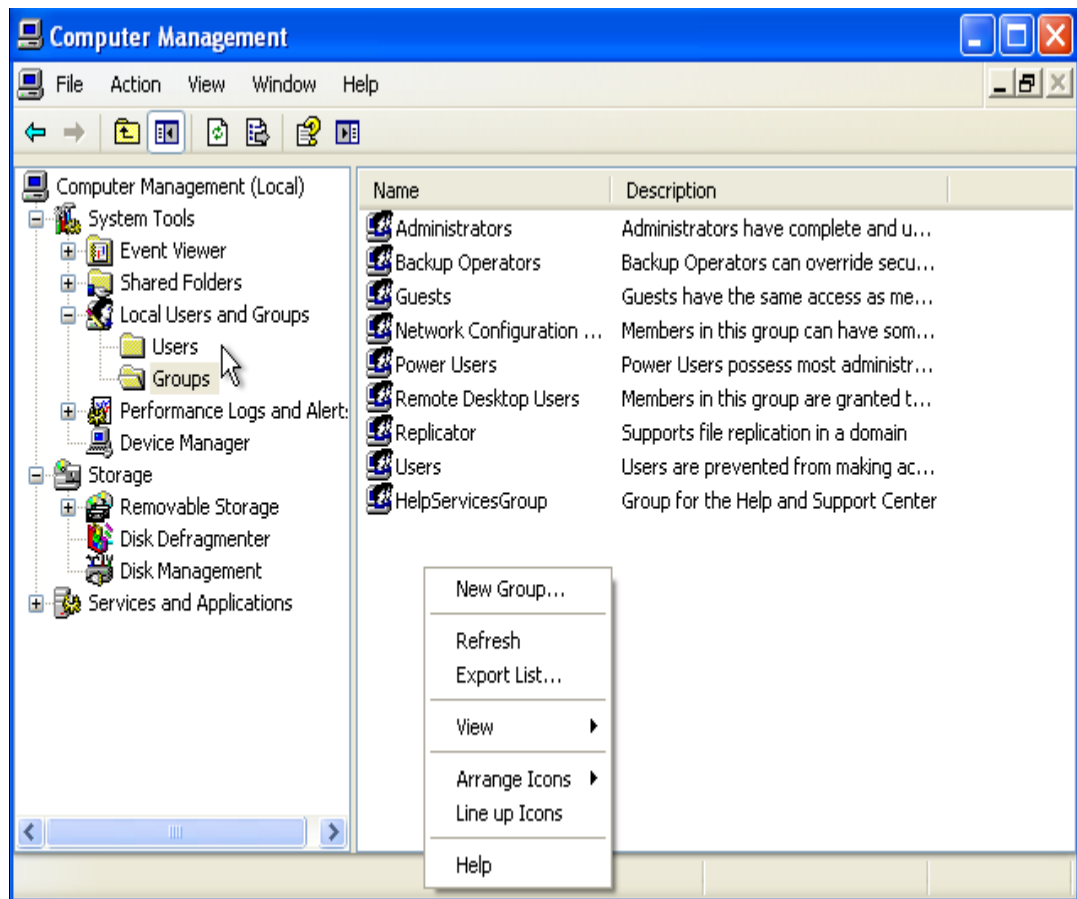 Computer Management
File Action View Window Help
Computer Management (Local)
System Tools
Event Viewer
Shared Folders
Local Users and Groups
Users
Groups
Performance Logs and Alert
Device Manager
Storage
Removable Storage
Disk Defragmenter
Disk Management
Services and Applications
Name Description
Administrators Administrators have complete and u...
Backup Operators Backup Operators can override secu...
Guests Guests have the same access as me...
Network Configuration ... Members in this group can have som...
Power Users Power Users possess most administr...
Remote Desktop Users Members in this group are granted t...
Replicator Supports file replication in a domain
Users Users are prevented from making ac...
HelpServicesGroup Group for the Help and Support Center
New Group...
Refresh
Export List...
View
Arrange Icons
Line up Icons
Help